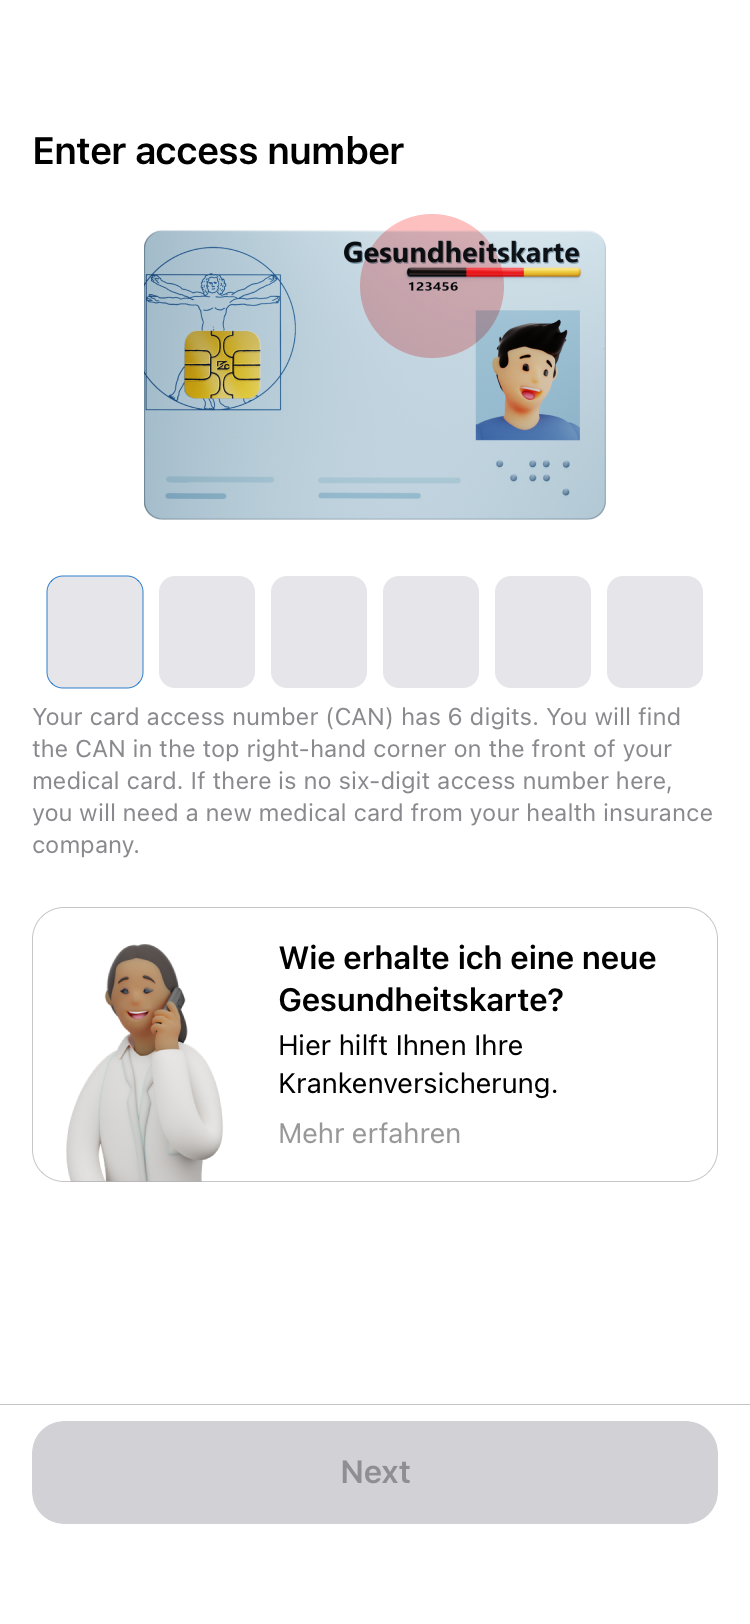 Enter access number
Gesundheitskarte
123456
Your card access number (CAN) has 6 digits. You will find
the CAN in the top right-hand corner on the front of your
medical card. If there is no six-digit access number here,
you will need a new medical card from your health insurance
company.
Wie erhalte ich eine neue
Gesundheitskarte?
Hier hilft Ihnen Ihre
Krankenversicherung.
Mehr erfahren
Next